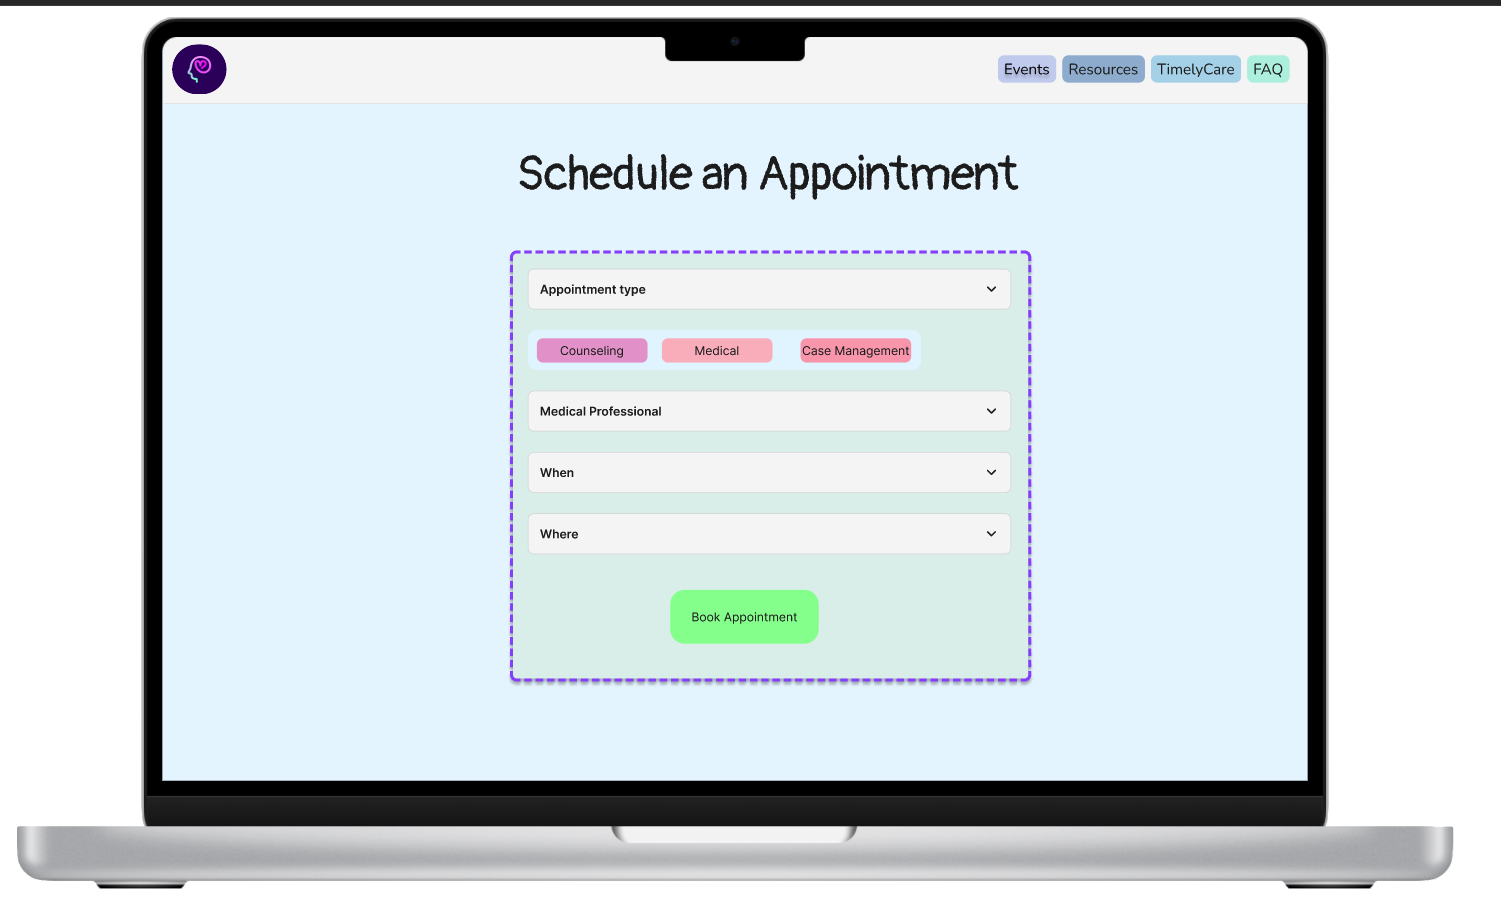 Events Resources TimelyCare FAQ
Schedule an Appointment
Appointment type
Counseling Medical Case Management
Medical Professional
When
Where
Book Appointment